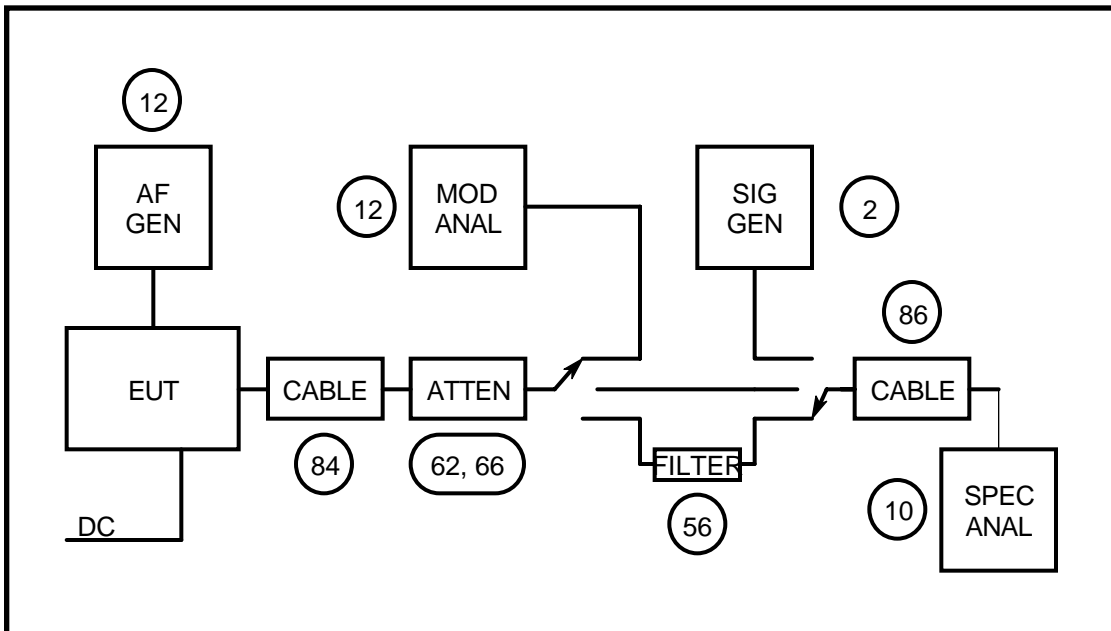 12
AF
GEN
12
MOD
ANAL
SIG
GEN
2
86
EUT
CABLE
ATTEN
CABLE
84
62, 66
FILTER
56
10
SPEC
ANAL
DC